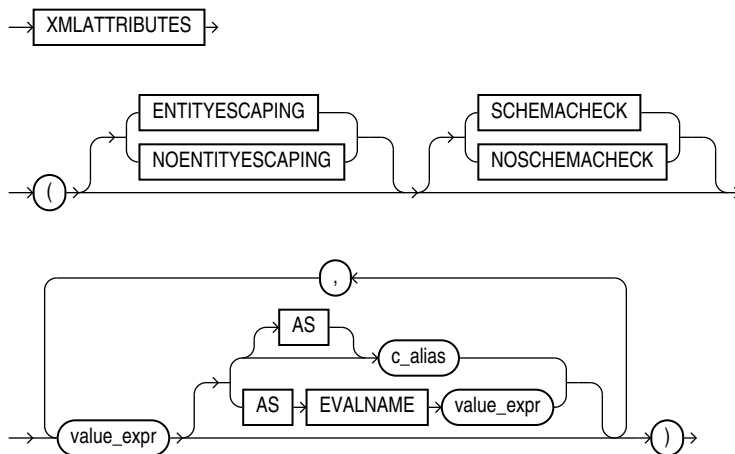 XMLATTRIBUTES
ENTITYESCAPING SCHEMACHECK
NOENTITYESCAPING NOSCHEMACHECK
(
,
AS
c_alias
AS EVALNAME value_expr
value_expr )